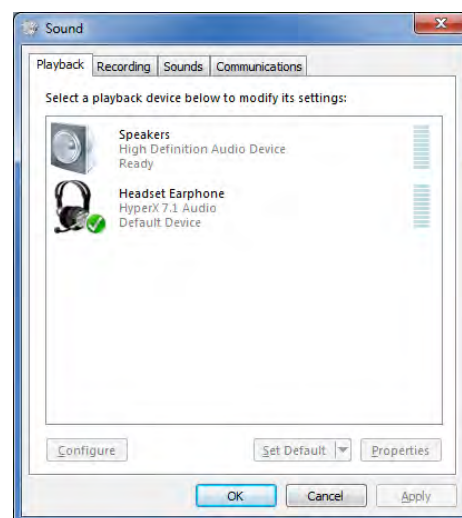 Sound
Playback Recording Sounds Communications
Select a playback device below to modify its settings:
Speakers
High Definition Audio Device
Ready
Headset Earphone
HyperX 7.1 Audio
Default Device
Configure Set Default Properties
OK Cancel Apply